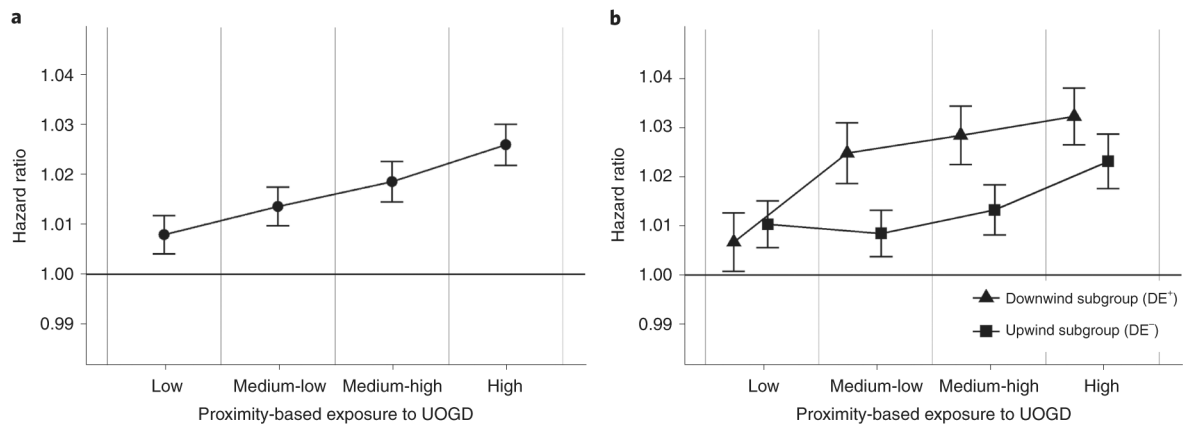 a
Hazard ratio
1.04
1.03
1.02
1.01
1.00
0.99
Low Medium-low Medium-high High
Proximity-based exposure to UOGD
b
Hazard ratio
1.04
1.03
1.02
1.01
1.00
0.99
Downwind subgroup (DE⁺)
Upwind subgroup (DE⁻)
Low Medium-low Medium-high High
Proximity-based exposure to UOGD